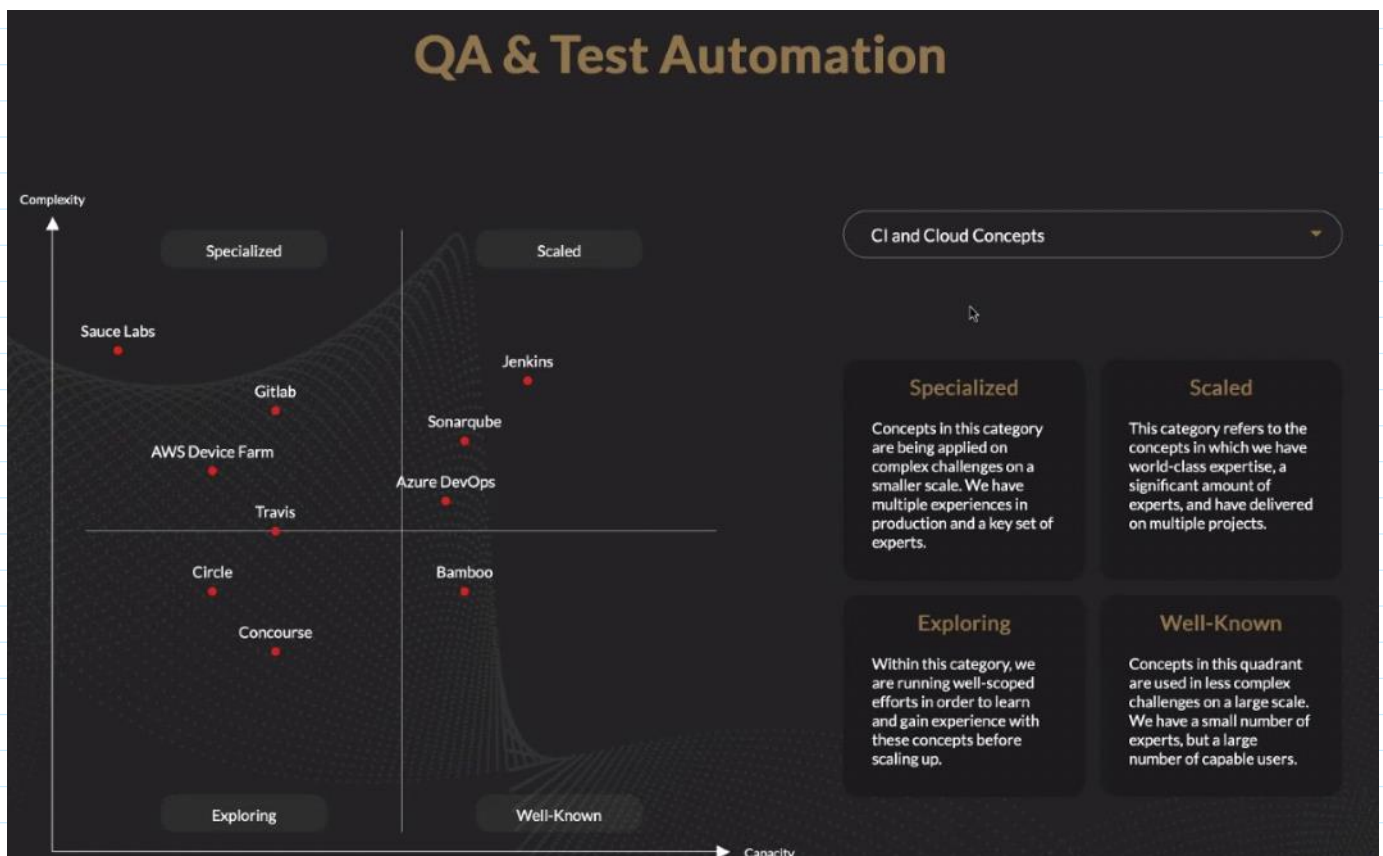 QA & Test Automation
Complexity
Specialized
Scaled
Sauce Labs
Jenkins
Gitlab
Sonarqube
AWS Device Farm
Azure DevOps
Travis
Circle
Bamboo
Concourse
Exploring
Well-Known
Capacity
CI and Cloud Concepts
Specialized
Concepts in this category
are being applied on
complex challenges on a
smaller scale. We have
multiple experiences in
production and a key set of
experts.
Scaled
This category refers to the
concepts in which we have
world-class expertise, a
significant amount of
experts, and have delivered
on multiple projects.
Exploring
Within this category, we
are running well-scoped
efforts in order to learn
and gain experience with
these concepts before
scaling up.
Well-Known
Concepts in this quadrant
are used in less complex
challenges on a large scale.
We have a small number of
experts, but a large
number of capable users.